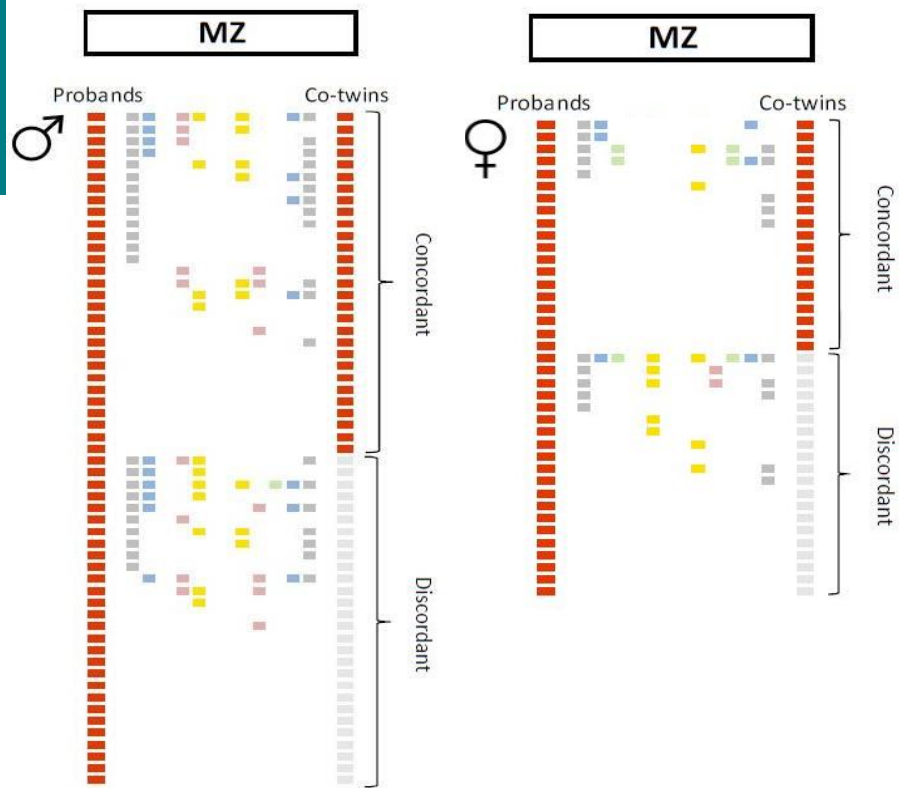 MZ
Probands
Co-twins
♂
Concordant
Discordant
MZ
Probands
Co-twins
♀
Concordant
Discordant